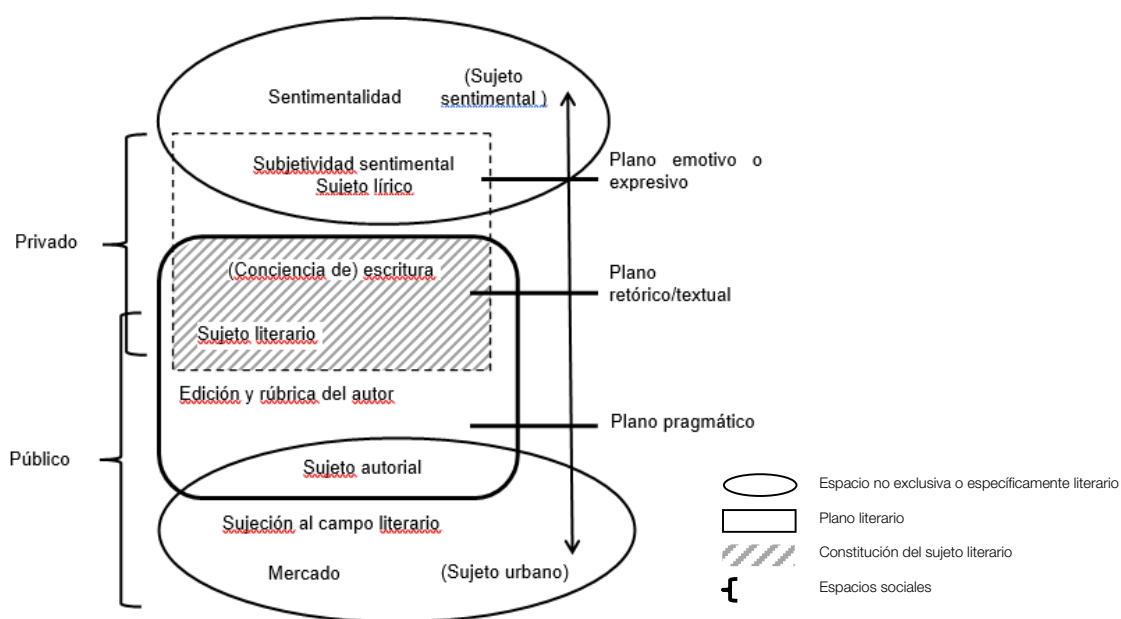 (Sujeto
sentimental )
Sentimentalidad
Subjetividad sentimental
Sujeto lírico
Plano emotivo o
expresivo
Privado
(Conciencia de) escritura
Plano
retórico/textual
Sujeto literario
Edición y rúbrica del autor
Plano pragmático
Público
Sujeto autorial
Sujeción al campo literario
Mercado
(Sujeto urbano)
Espacio no exclusiva o específicamente literario
Plano literario
Constitución del sujeto literario
Espacios sociales